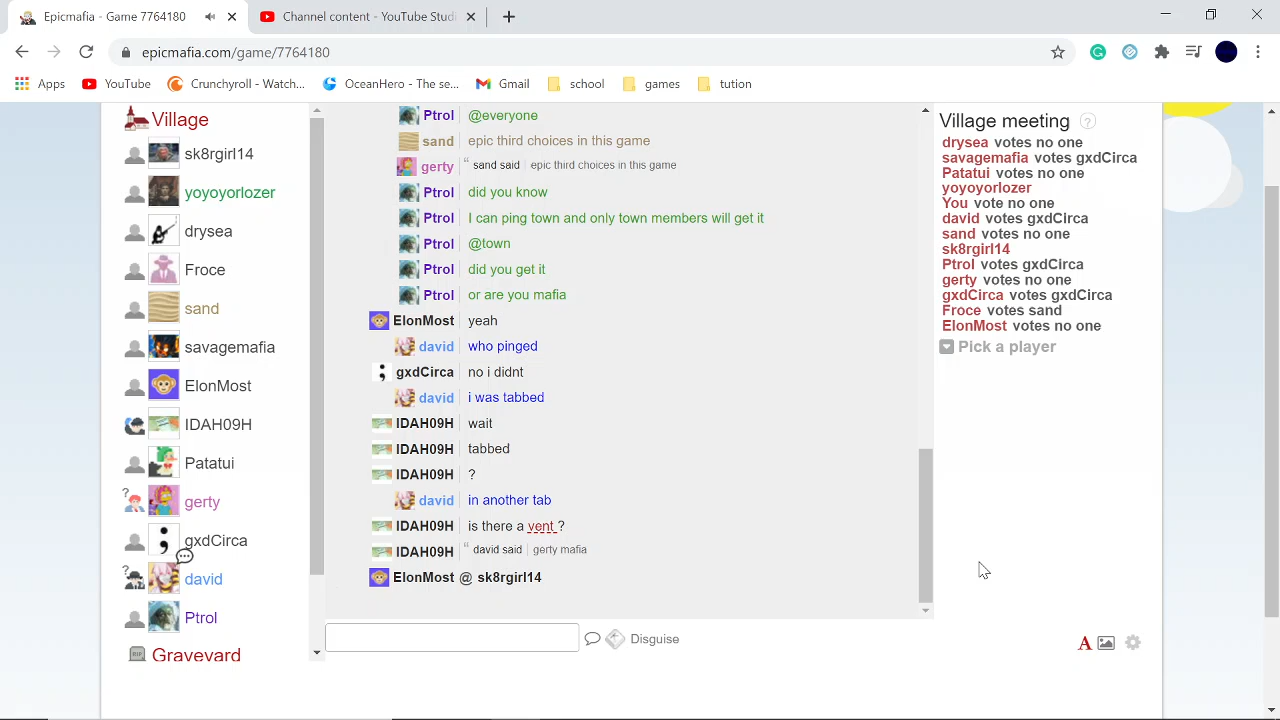 Epicmafia - Game 7764180
Channel content - YouTube Studi
epicmafia.com/game/7764180
Apps YouTube Crunchyroll - Watch... OceanHero - The se... Gmail school games tution
Village
sk8rgirl14
yoyoyorlozer
drysea
Froce
sand
savagemafia
ElonMost
IDAH09H
Patatui
gerty
gxdCirca
david
Ptrol
RIP Graveyard
Ptrol @everyone
sand epic third choices in this game
gerty “ sand said epic third choices in this game
Ptrol did you know
Ptrol I can ping town and only town members will get it
Ptrol @town
Ptrol did you get it
Ptrol or are you mafia
ElonMost yeah
david who pinged
gxdCirca no i didnt
david i was tabbed
IDAH09H wait
IDAH09H tabbed
IDAH09H ?
david in another tab
IDAH09H is there a vent ?
IDAH09H “ david said gerty mafia
ElonMost @ sk8rgirl14
Disguise
Village meeting ?
drysea votes no one
savagemafia votes gxdCirca
Patatui votes no one
yoyoyorlozer
You vote no one
david votes gxdCirca
sand votes no one
sk8rgirl14
Ptrol votes gxdCirca
gerty votes no one
gxdCirca votes gxdCirca
Froce votes sand
ElonMost votes no one
Pick a player
A